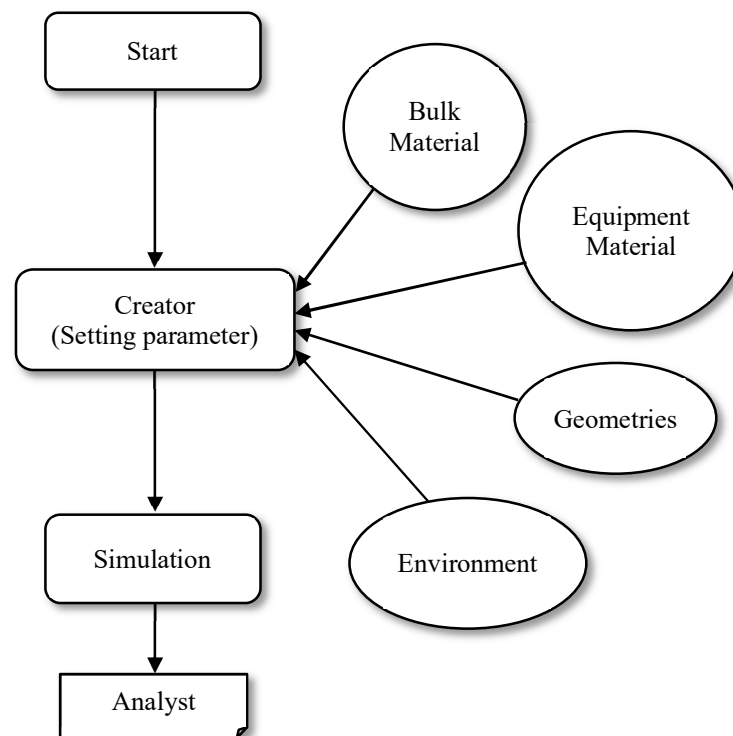 Start
Bulk
Material
Equipment
Material
Creator
(Setting parameter)
Geometries
Simulation
Environment
Analyst